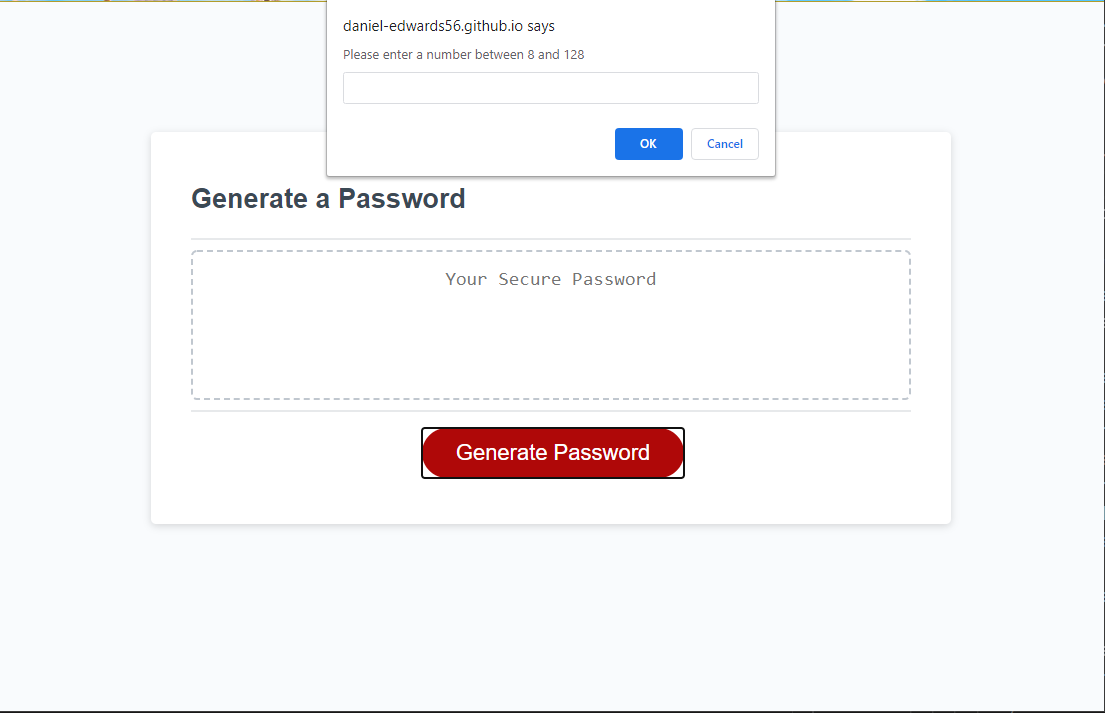 daniel-edwards56.github.io says
Please enter a number between 8 and 128
OK Cancel
Generate a Password
Your Secure Password
Generate Password